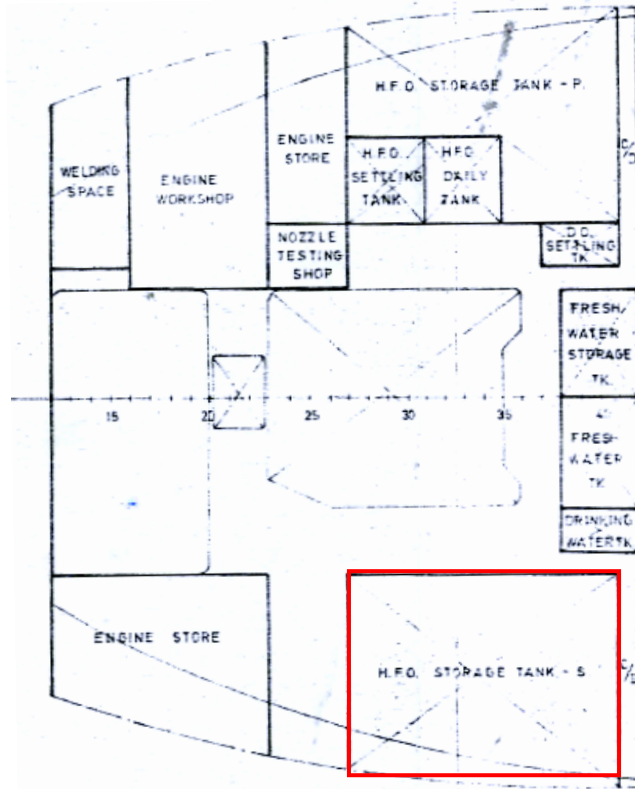 H.F.O. STORAGE TANK - P.
WELDING
SPACE
ENGINE
WORKSHOP
ENGINE
STORE
H.F.O.
SETTLING
TANK
H.F.O.
DAILY
TANK
C/D
NOZZLE
TESTING
SHOP
D.O.
SETTLING
TK
FRESH
WATER
STORAGE
TK.
15
20
25
30
35
40
FRESH
WATER
TK
DRINKING
WATER TK
ENGINE STORE
H.F.O. STORAGE TANK - S
C/D